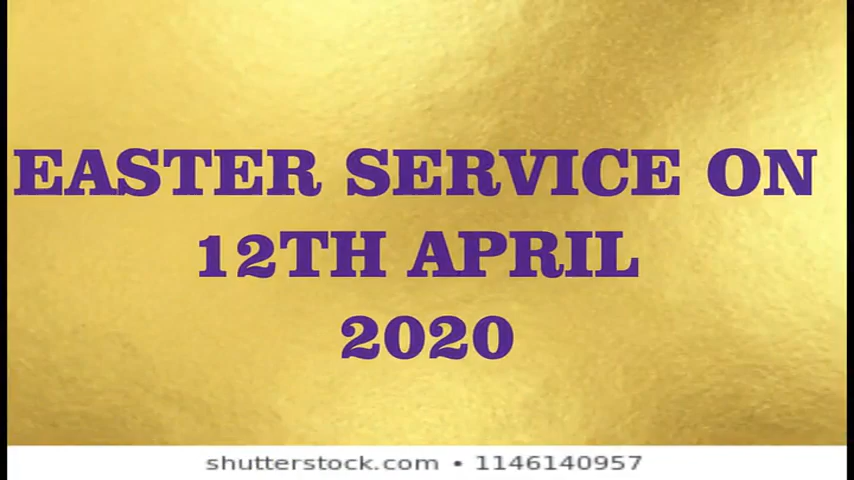 EASTER SERVICE ON
12TH APRIL
2020
shutterstock.com • 1146140957